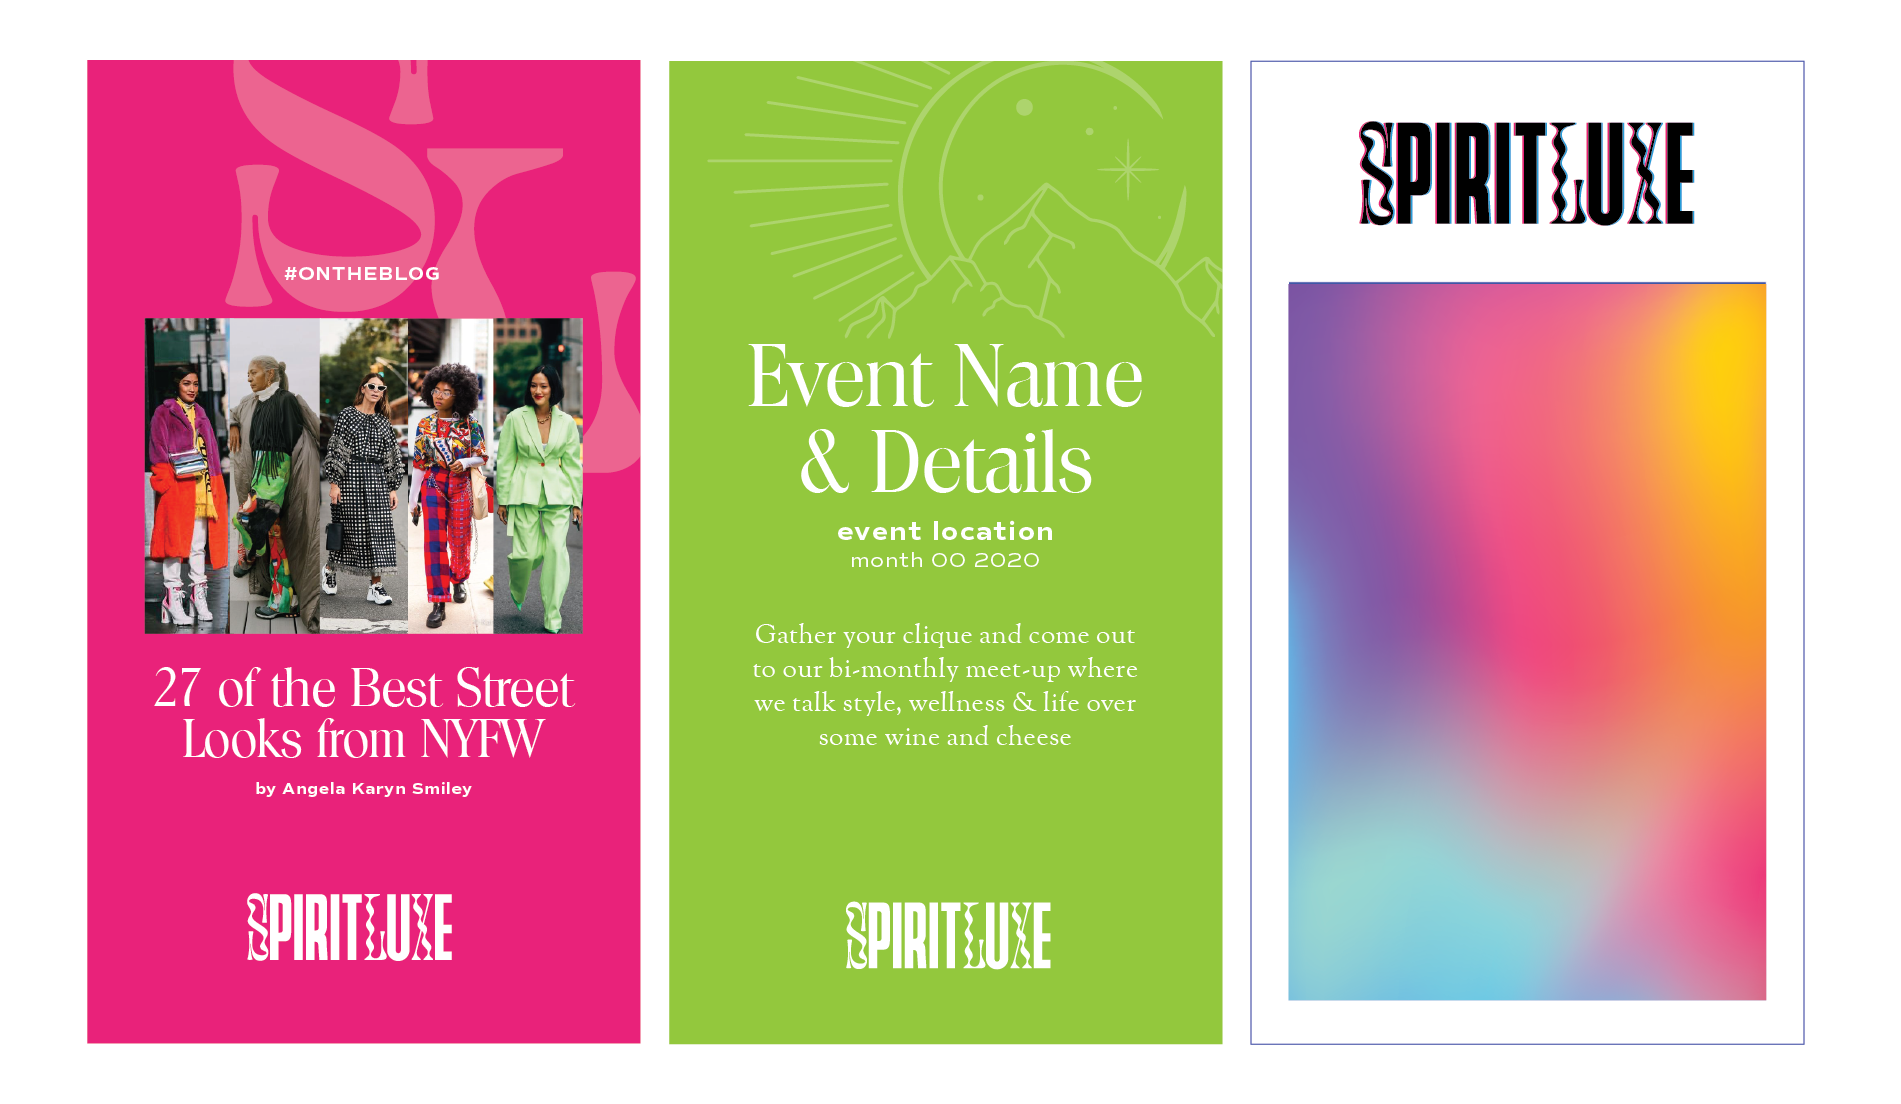 #ONTHEBLOG
27 of the Best Street
Looks from NYFW
by Angela Karyn Smiley
SPIRITLUXE
Event Name
& Details
event location
month 00 2020
Gather your clique and come out
to our bi-monthly meet-up where
we talk style, wellness & life over
some wine and cheese
SPIRITLUXE
SPIRITLUXE